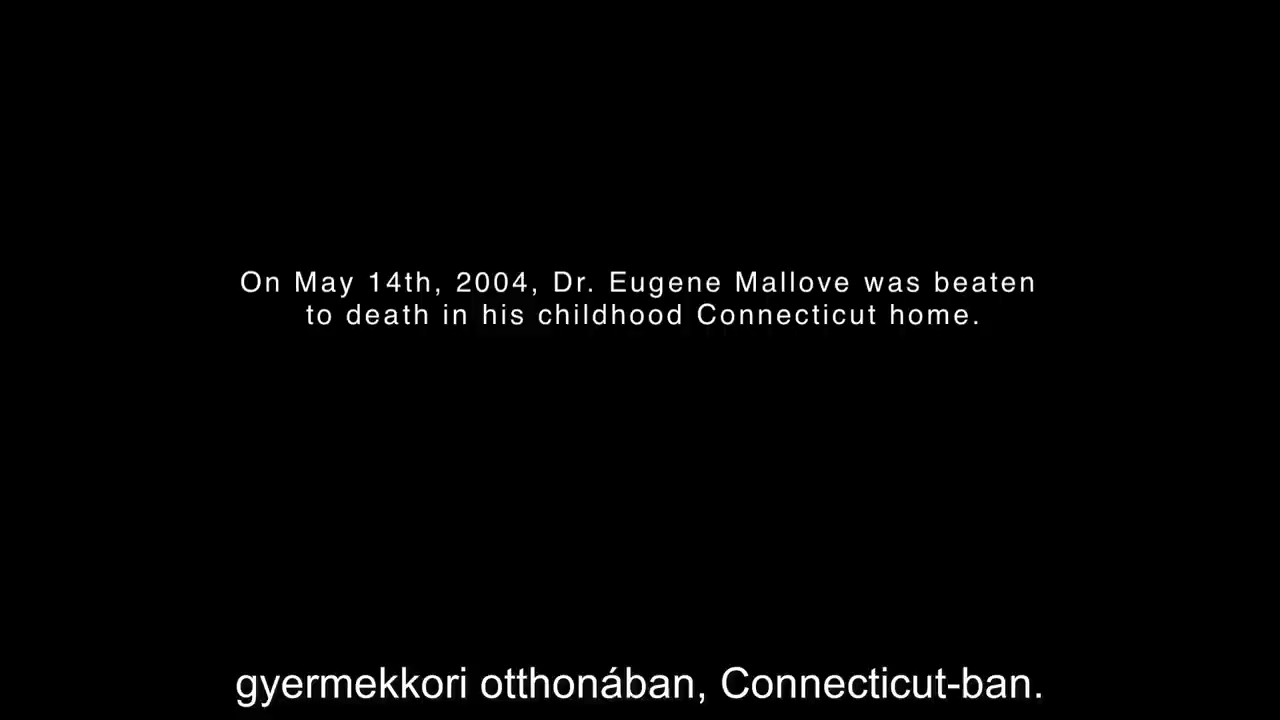 On May 14th, 2004, Dr. Eugene Mallove was beaten
to death in his childhood Connecticut home.
gyermekkori otthonában, Connecticut-ban.